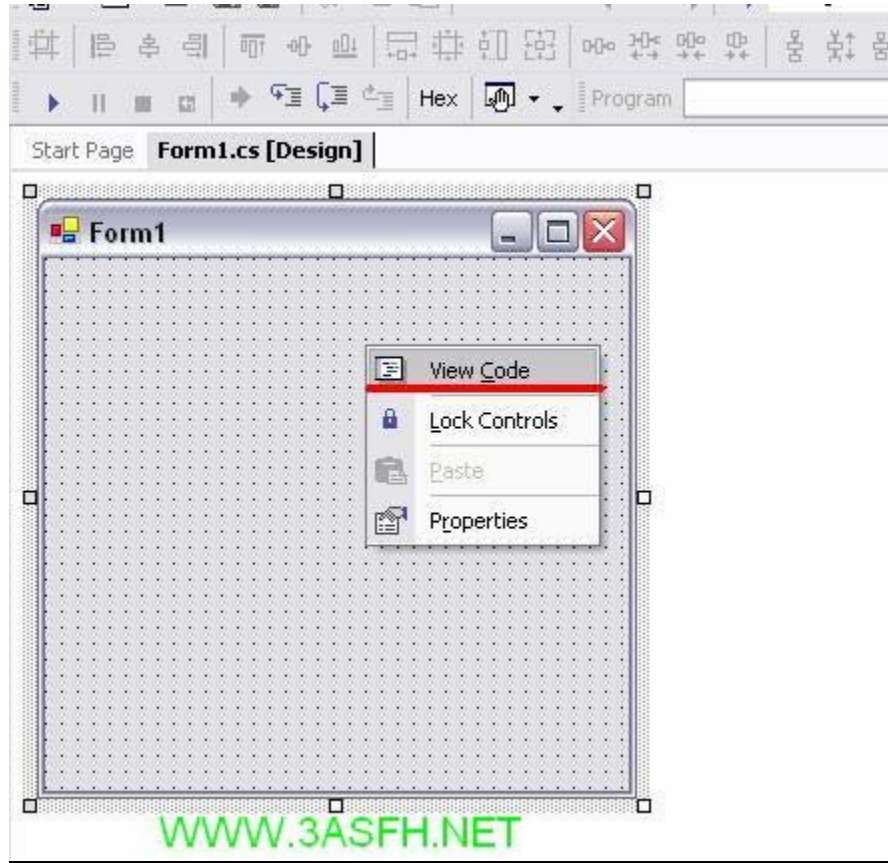 Hex
Program
Start Page Form1.cs [Design]
Form1
View Code
Lock Controls
Paste
Properties
WWW.3ASFH.NET